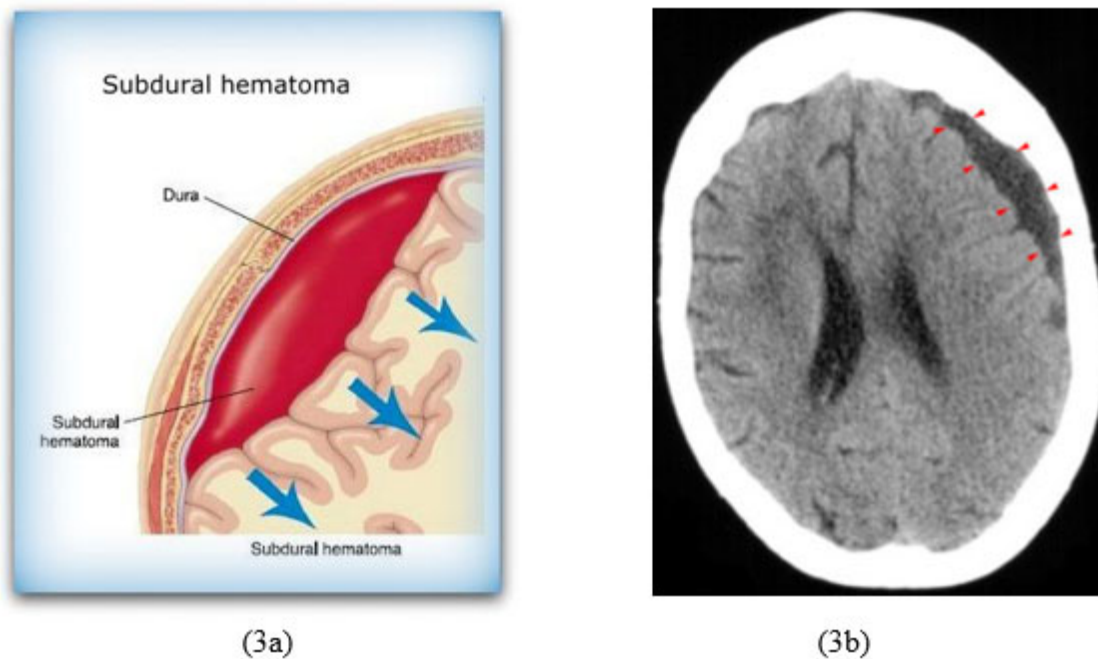 Subdural hematoma
Dura
Subdural
hematoma
Subdural hematoma
(3a)
(3b)